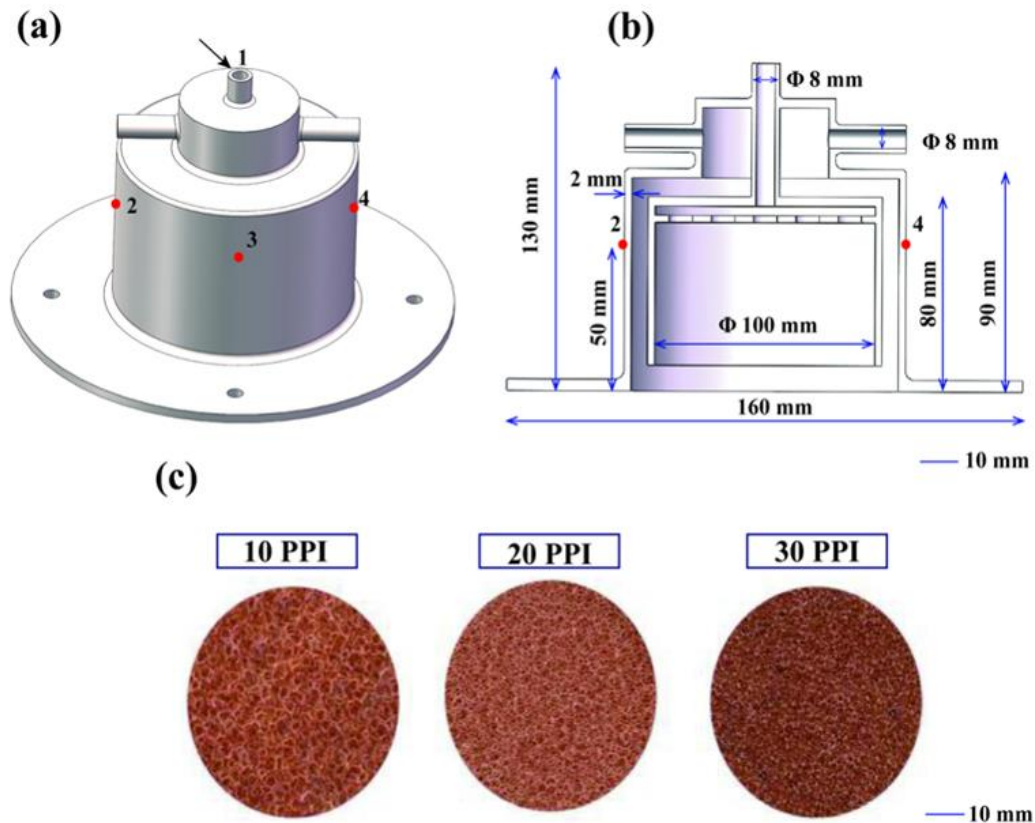 (a)
1
2
3
4
(b)
Φ 8 mm
Φ 8 mm
2 mm
130 mm
2
4
50 mm
Φ 100 mm
80 mm
90 mm
160 mm
10 mm
(c)
10 PPI
20 PPI
30 PPI
10 mm